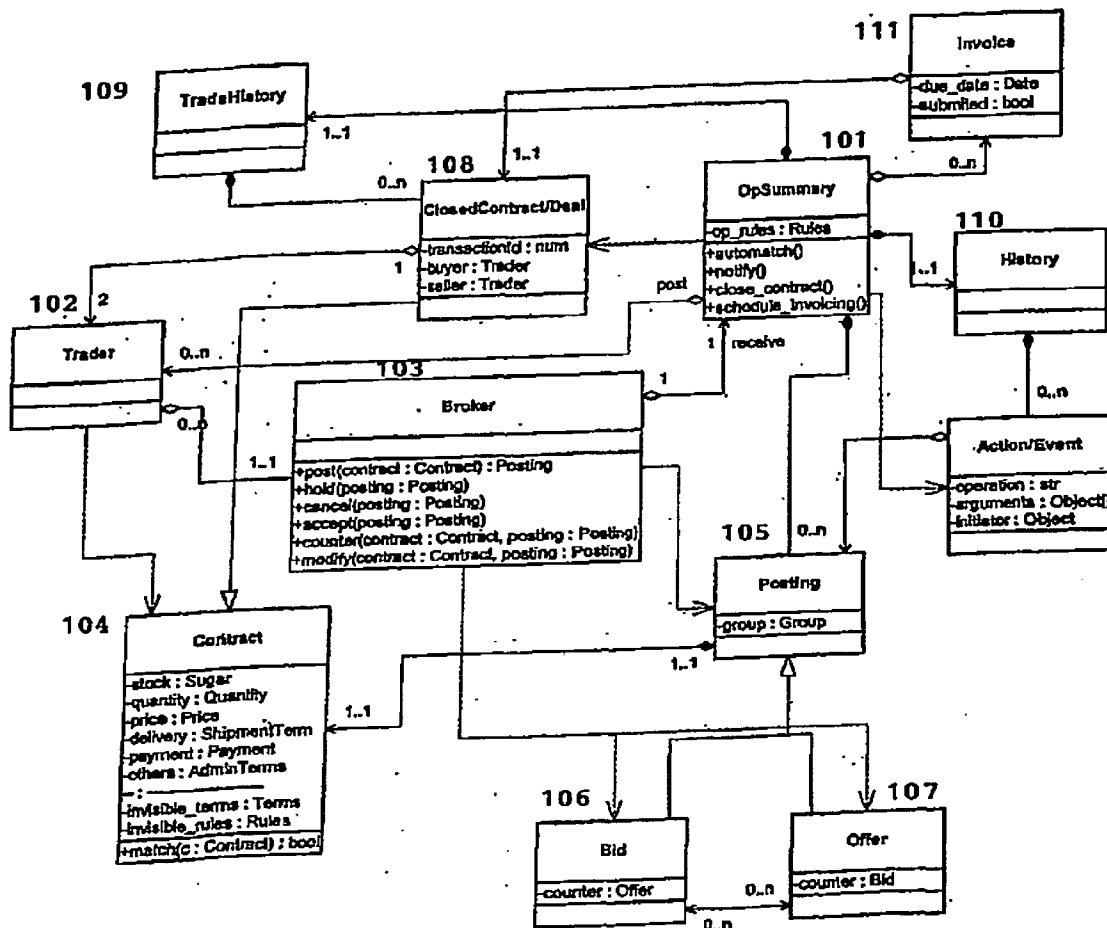 111
Invoice
-due_date : Date
-submitted : bool
109
TradeHistory
1..1
0..n
108
1..1
ClosedContract/Deal
-transactionId : num
-buyer : Trader
-seller : Trader
101
OpSummary
-op_rules : Rules
+automatch()
+notify()
+close_contract()
+schedule_Invoicing()
0..n
110
History
1..1
0..n
post
1
2
102
Trader
0..n
0..n
1..1
103
Broker
+post(contract : Contract) : Posting
+hold(posting : Posting)
+cancel(posting : Posting)
+accept(posting : Posting)
+counter(contract : Contract, posting : Posting)
+modify(contract : Contract, posting : Posting)
1
1
receive
Action/Event
-operation : str
-arguments : Object[]
-initiator : Object
105
0..n
Posting
-group : Group
1..1
104
Contract
-stock : Sugar
-quantity : Quantity
-price : Price
-delivery : ShipmentTerm
-payment : Payment
-others : AdminTerms
- :
-invisible_terms : Terms
-invisible_rules : Rules
+match(c : Contract) : bool
1..1
106
Bid
-counter : Offer
0..n
107
Offer
-counter : Bid
0..n